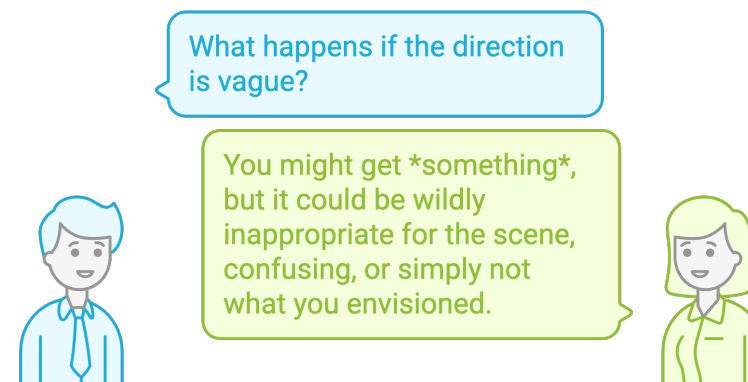 What happens if the direction
is vague?
You might get *something*,
but it could be wildly
inappropriate for the scene,
confusing, or simply not
what you envisioned.